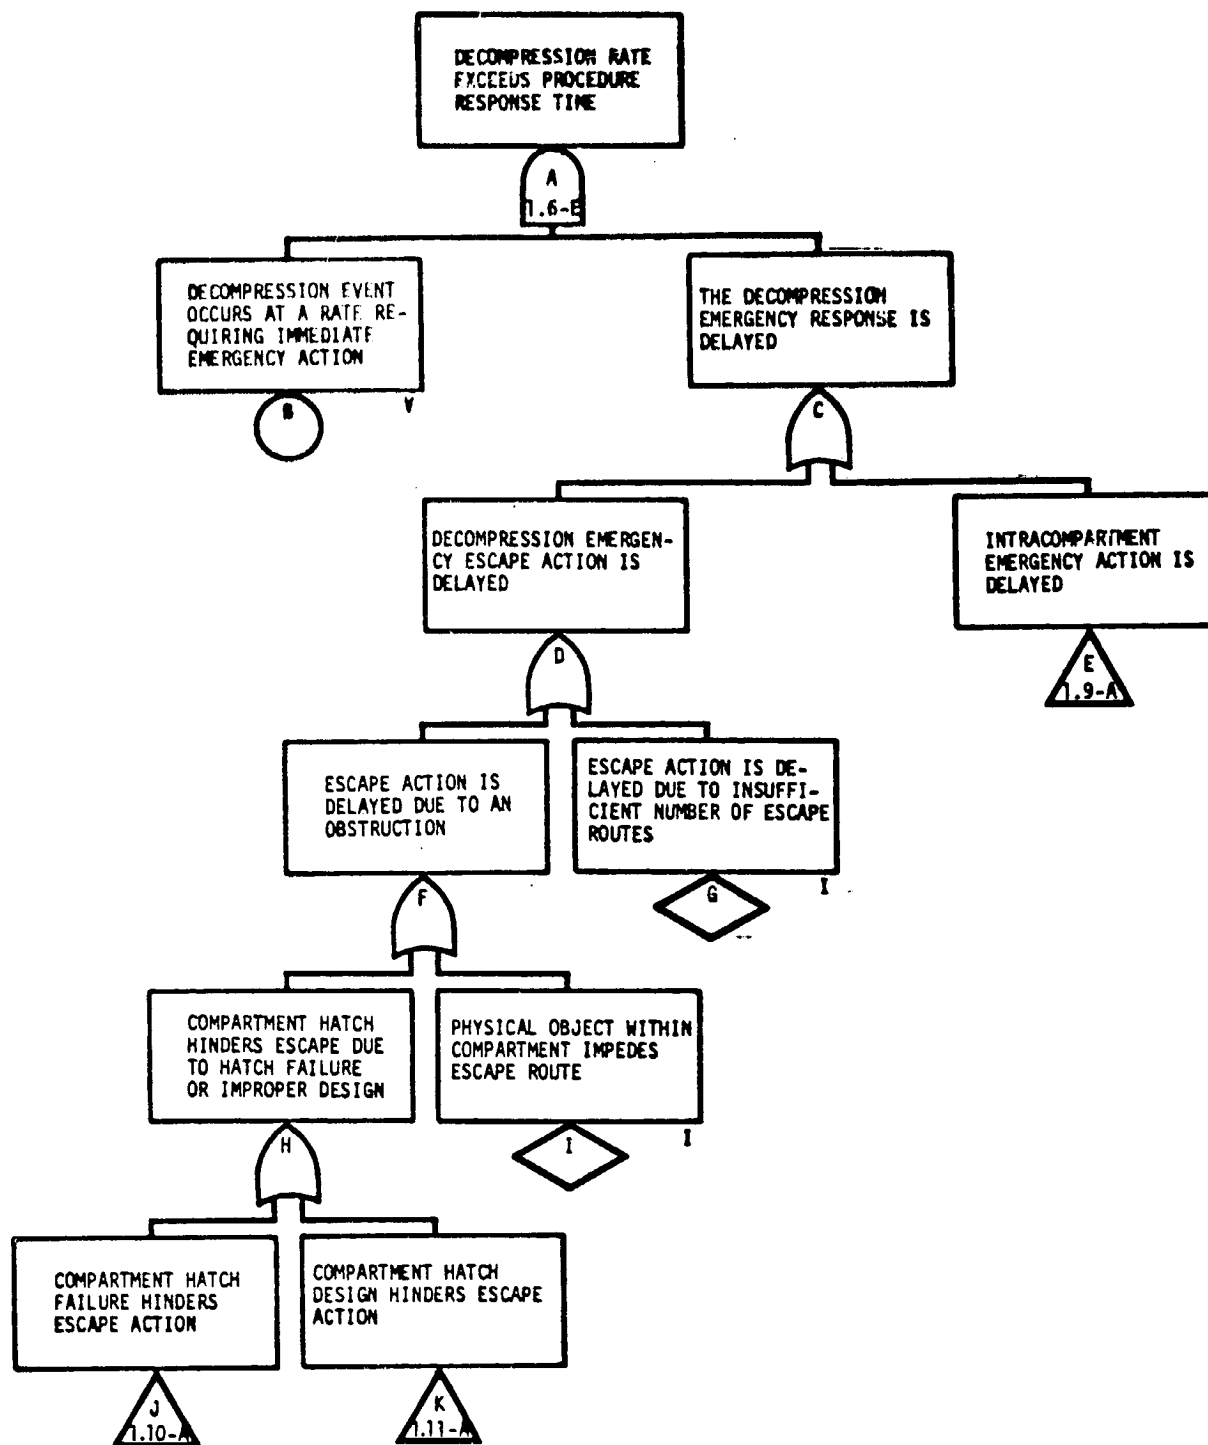 DECOMPRESSION RATE
EXCEEDS PROCEDURE
RESPONSE TIME
A
1.6-E
DECOMPRESSION EVENT
OCCURS AT A RATE RE-
QUIRING IMMEDIATE
EMERGENCY ACTION
V
B
THE DECOMPRESSION
EMERGENCY RESPONSE IS
DELAYED
C
DECOMPRESSION EMERGEN-
CY ESCAPE ACTION IS
DELAYED
D
INTRACOMPARTMENT
EMERGENCY ACTION IS
DELAYED
E
1.9-A
ESCAPE ACTION IS
DELAYED DUE TO AN
OBSTRUCTION
F
ESCAPE ACTION IS DE-
LAYED DUE TO INSUFFI-
CIENT NUMBER OF ESCAPE
ROUTES
I
G
COMPARTMENT HATCH
HINDERS ESCAPE DUE
TO HATCH FAILURE
OR IMPROPER DESIGN
H
PHYSICAL OBJECT WITHIN
COMPARTMENT IMPEDES
ESCAPE ROUTE
I
I
COMPARTMENT HATCH
FAILURE HINDERS
ESCAPE ACTION
J
1.10-A
COMPARTMENT HATCH
DESIGN HINDERS ESCAPE
ACTION
K
1.11-A